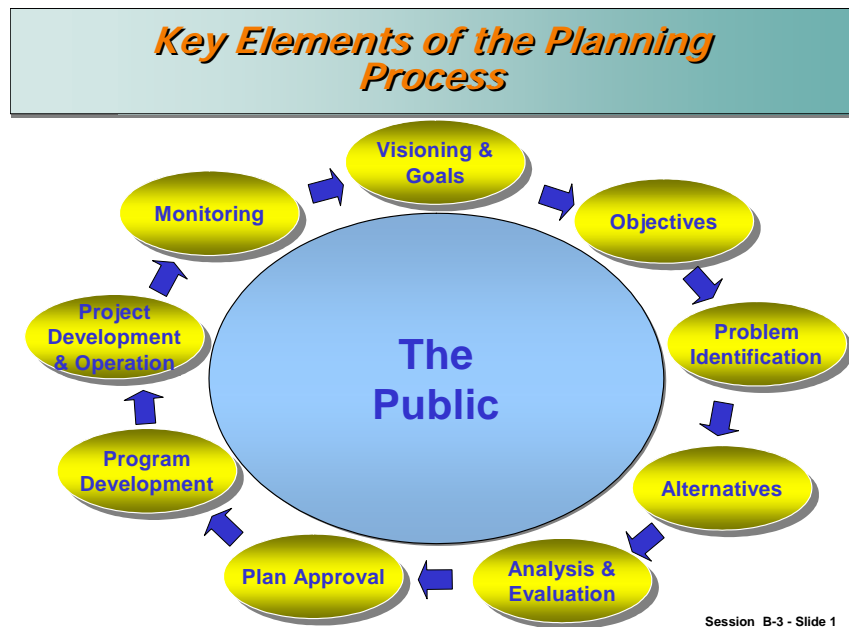 Key Elements of the Planning
Process
Visioning &
Goals
Objectives
Problem
Identification
Alternatives
Analysis &
Evaluation
Plan Approval
Program
Development
Project
Development
& Operation
Monitoring
The
Public
Session B-3 - Slide 1